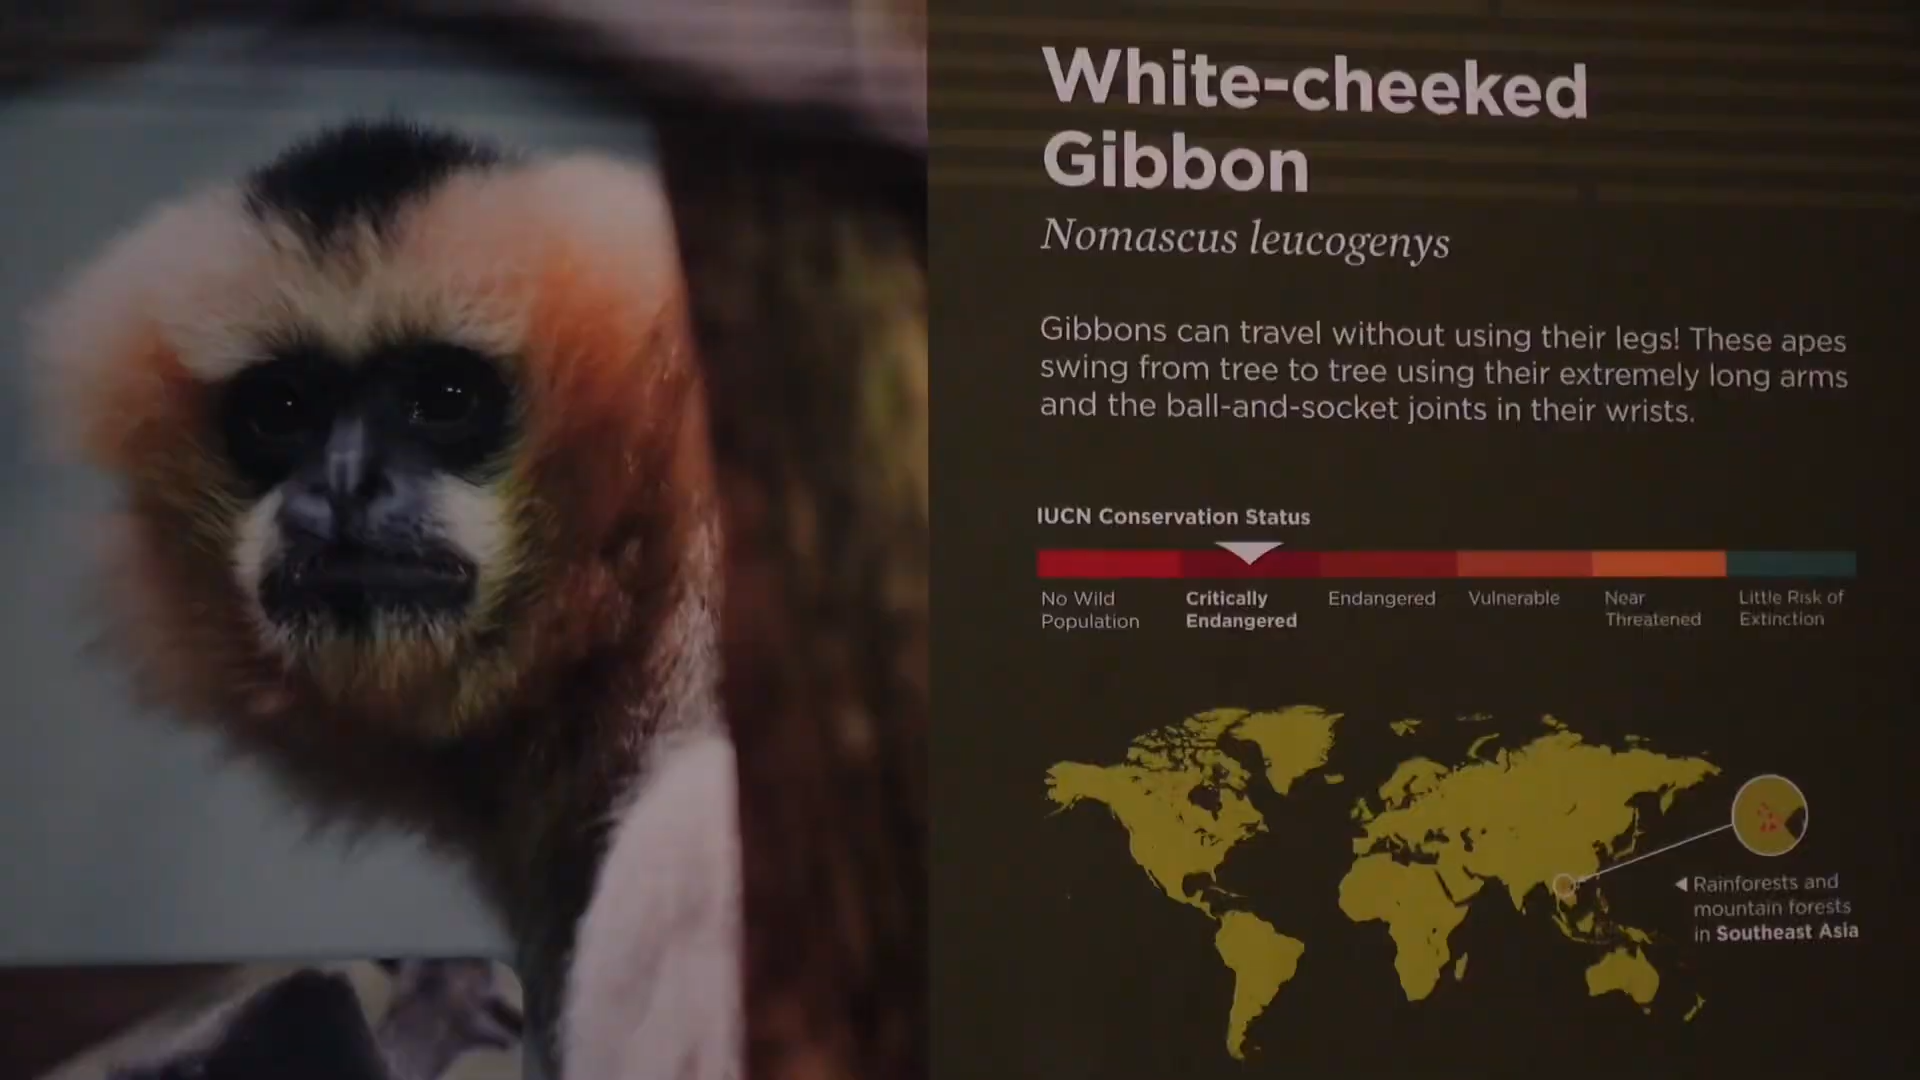 White-cheeked
Gibbon
Nomascus leucogenys
Gibbons can travel without using their legs! These apes
swing from tree to tree using their extremely long arms
and the ball-and-socket joints in their wrists.
IUCN Conservation Status
No Wild
Population
Critically
Endangered
Endangered
Vulnerable
Near
Threatened
Little Risk of
Extinction
Rainforests and
mountain forests
in Southeast Asia